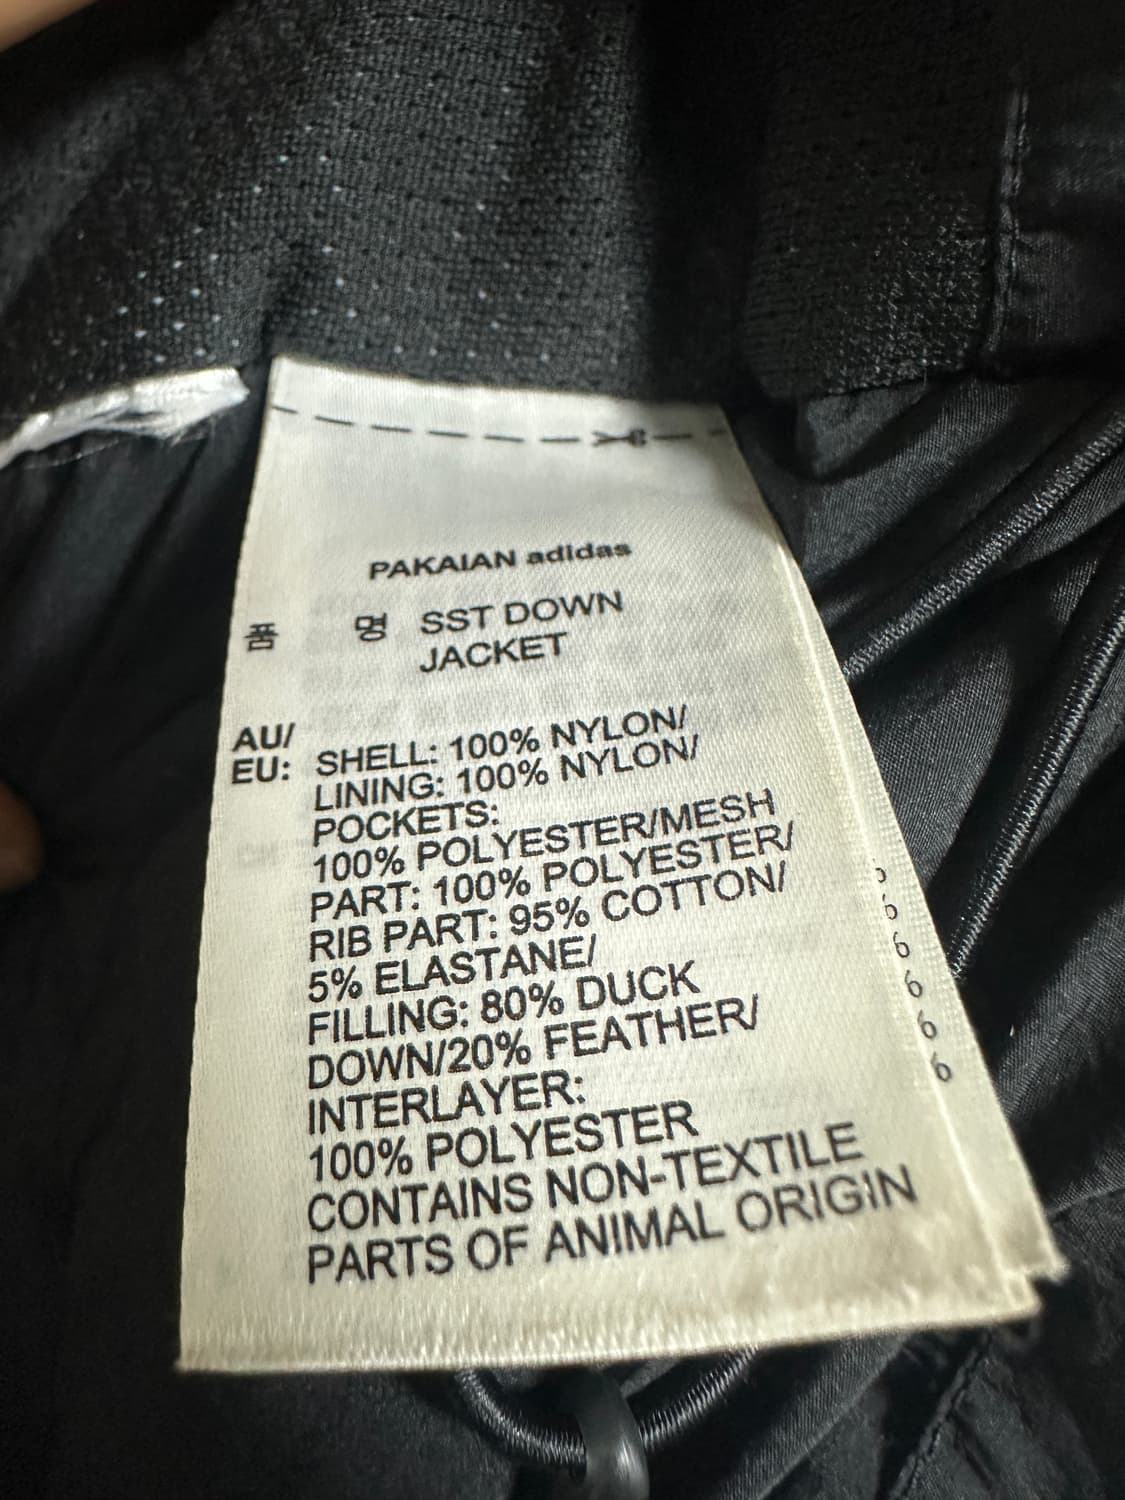 PAKAIAN adidas
품 명 SST DOWN
JACKET
AU/
EU: SHELL: 100% NYLON/
LINING: 100% NYLON/
POCKETS:
100% POLYESTER/MESH
PART: 100% POLYESTER/
RIB PART: 95% COTTON/
5% ELASTANE/
FILLING: 80% DUCK
DOWN/20% FEATHER/
INTERLAYER:
100% POLYESTER
CONTAINS NON-TEXTILE
PARTS OF ANIMAL ORIGIN